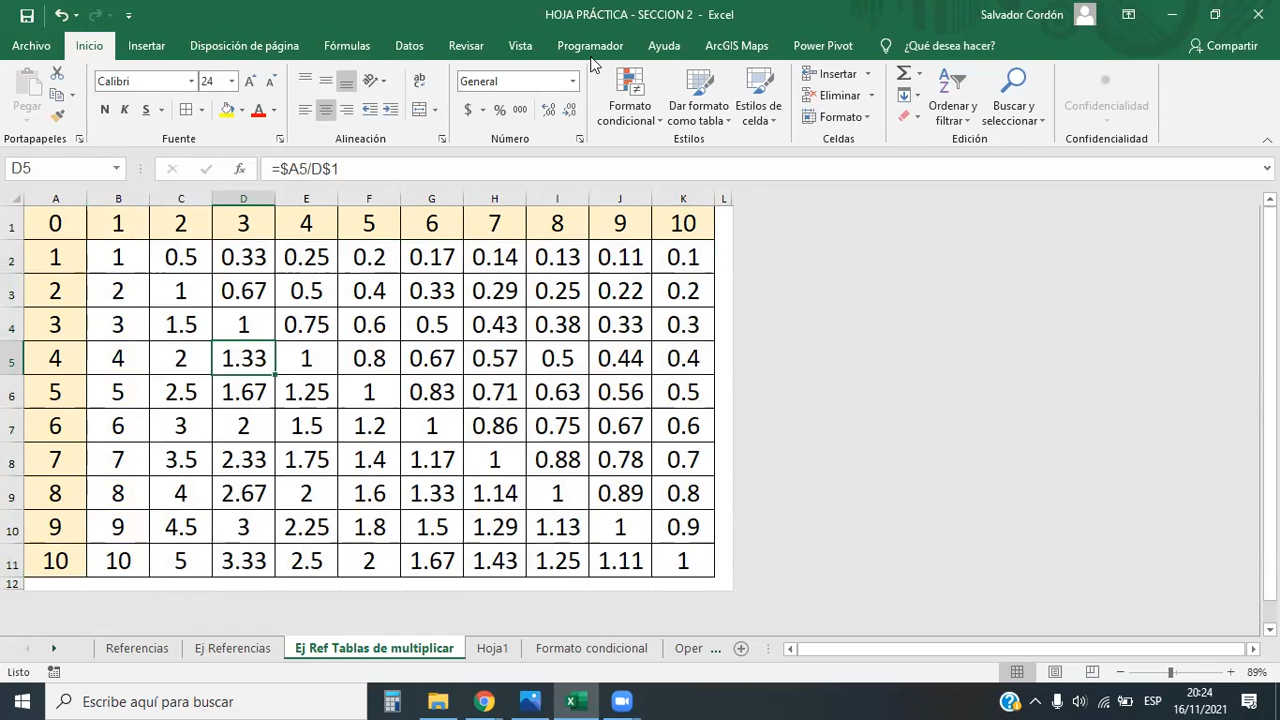 HOJA PRÁCTICA - SECCION 2 - Excel
Salvador Cordón
Archivo Inicio Insertar Disposición de página Fórmulas Datos Revisar Vista Programador Ayuda ArcGIS Maps Power Pivot ¿Qué desea hacer? Compartir
Pegar
Calibri 24
N K S
General
$ % 000
Formato condicional
Dar formato como tabla
Estilos de celda
Insertar
Eliminar
Formato
Ordenar y filtrar
Buscar y seleccionar
Confidencialidad
Portapapeles Fuente Alineación Número Estilos Celdas Edición Confidencialidad
D5 fx =$A5/D$1
A B C D E F G H I J K L
1 0 1 2 3 4 5 6 7 8 9 10
2 1 1 0.5 0.33 0.25 0.2 0.17 0.14 0.13 0.11 0.1
3 2 2 1 0.67 0.5 0.4 0.33 0.29 0.25 0.22 0.2
4 3 3 1.5 1 0.75 0.6 0.5 0.43 0.38 0.33 0.3
5 4 4 2 1.33 1 0.8 0.67 0.57 0.5 0.44 0.4
6 5 5 2.5 1.67 1.25 1 0.83 0.71 0.63 0.56 0.5
7 6 6 3 2 1.5 1.2 1 0.86 0.75 0.67 0.6
8 7 7 3.5 2.33 1.75 1.4 1.17 1 0.88 0.78 0.7
9 8 8 4 2.67 2 1.6 1.33 1.14 1 0.89 0.8
10 9 9 4.5 3 2.25 1.8 1.5 1.29 1.13 1 0.9
11 10 10 5 3.33 2.5 2 1.67 1.43 1.25 1.11 1
12
Referencias Ej Referencias Ej Ref Tablas de multiplicar Hoja1 Formato condicional Oper ...
Listo 89%
Escribe aquí para buscar
ESP
20:24
16/11/2021